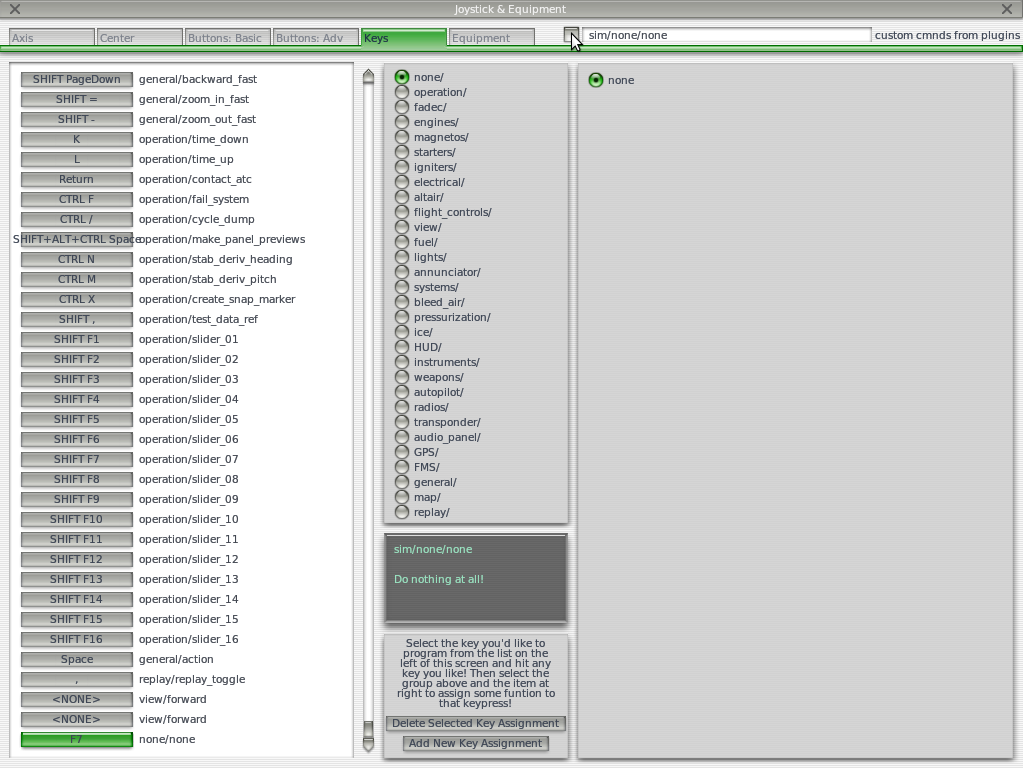 Joystick & Equipment
Axis
Center
Buttons: Basic
Buttons: Adv
Keys
Equipment
sim/none/none
custom cmnds from plugins
SHIFT PageDown general/backward_fast
SHIFT = general/zoom_in_fast
SHIFT - general/zoom_out_fast
K operation/time_down
L operation/time_up
Return operation/contact_atc
CTRL F operation/fail_system
CTRL / operation/cycle_dump
SHIFT+ALT+CTRL Space operation/make_panel_previews
CTRL N operation/stab_deriv_heading
CTRL M operation/stab_deriv_pitch
CTRL X operation/create_snap_marker
SHIFT , operation/test_data_ref
SHIFT F1 operation/slider_01
SHIFT F2 operation/slider_02
SHIFT F3 operation/slider_03
SHIFT F4 operation/slider_04
SHIFT F5 operation/slider_05
SHIFT F6 operation/slider_06
SHIFT F7 operation/slider_07
SHIFT F8 operation/slider_08
SHIFT F9 operation/slider_09
SHIFT F10 operation/slider_10
SHIFT F11 operation/slider_11
SHIFT F12 operation/slider_12
SHIFT F13 operation/slider_13
SHIFT F14 operation/slider_14
SHIFT F15 operation/slider_15
SHIFT F16 operation/slider_16
Space general/action
, replay/replay_toggle
<NONE> view/forward
<NONE> view/forward
F7 none/none
none/
operation/
fadec/
engines/
magnetos/
starters/
igniters/
electrical/
altair/
flight_controls/
view/
fuel/
lights/
annunciator/
systems/
bleed_air/
pressurization/
ice/
HUD/
instruments/
weapons/
autopilot/
radios/
transponder/
audio_panel/
GPS/
FMS/
general/
map/
replay/
sim/none/none
Do nothing at all!
Select the key you'd like to
program from the list on the
left of this screen and hit any
key you like! Then select the
group above and the item at
right to assign some funtion to
that keypress!
Delete Selected Key Assignment
Add New Key Assignment
none